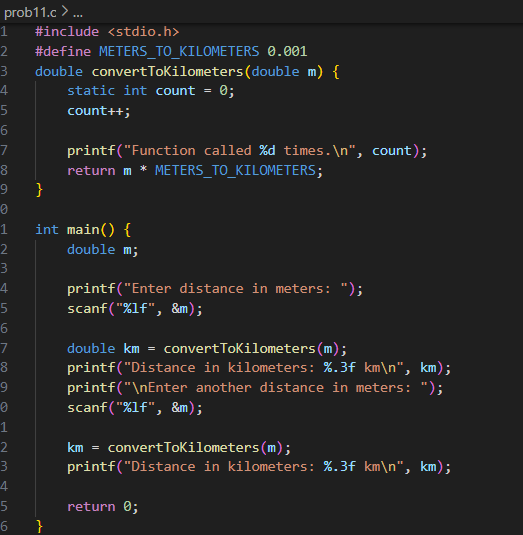 prob11.c > ...
1 #include <stdio.h>
2 #define METERS_TO_KILOMETERS 0.001
3 double convertToKilometers(double m) {
4     static int count = 0;
5     count++;
6
7     printf("Function called %d times.\n", count);
8     return m * METERS_TO_KILOMETERS;
9 }
0
1 int main() {
2     double m;
3
4     printf("Enter distance in meters: ");
5     scanf("%lf", &m);
6
7     double km = convertToKilometers(m);
8     printf("Distance in kilometers: %.3f km\n", km);
9     printf("\nEnter another distance in meters: ");
0     scanf("%lf", &m);
1
2     km = convertToKilometers(m);
3     printf("Distance in kilometers: %.3f km\n", km);
4
5     return 0;
6 }